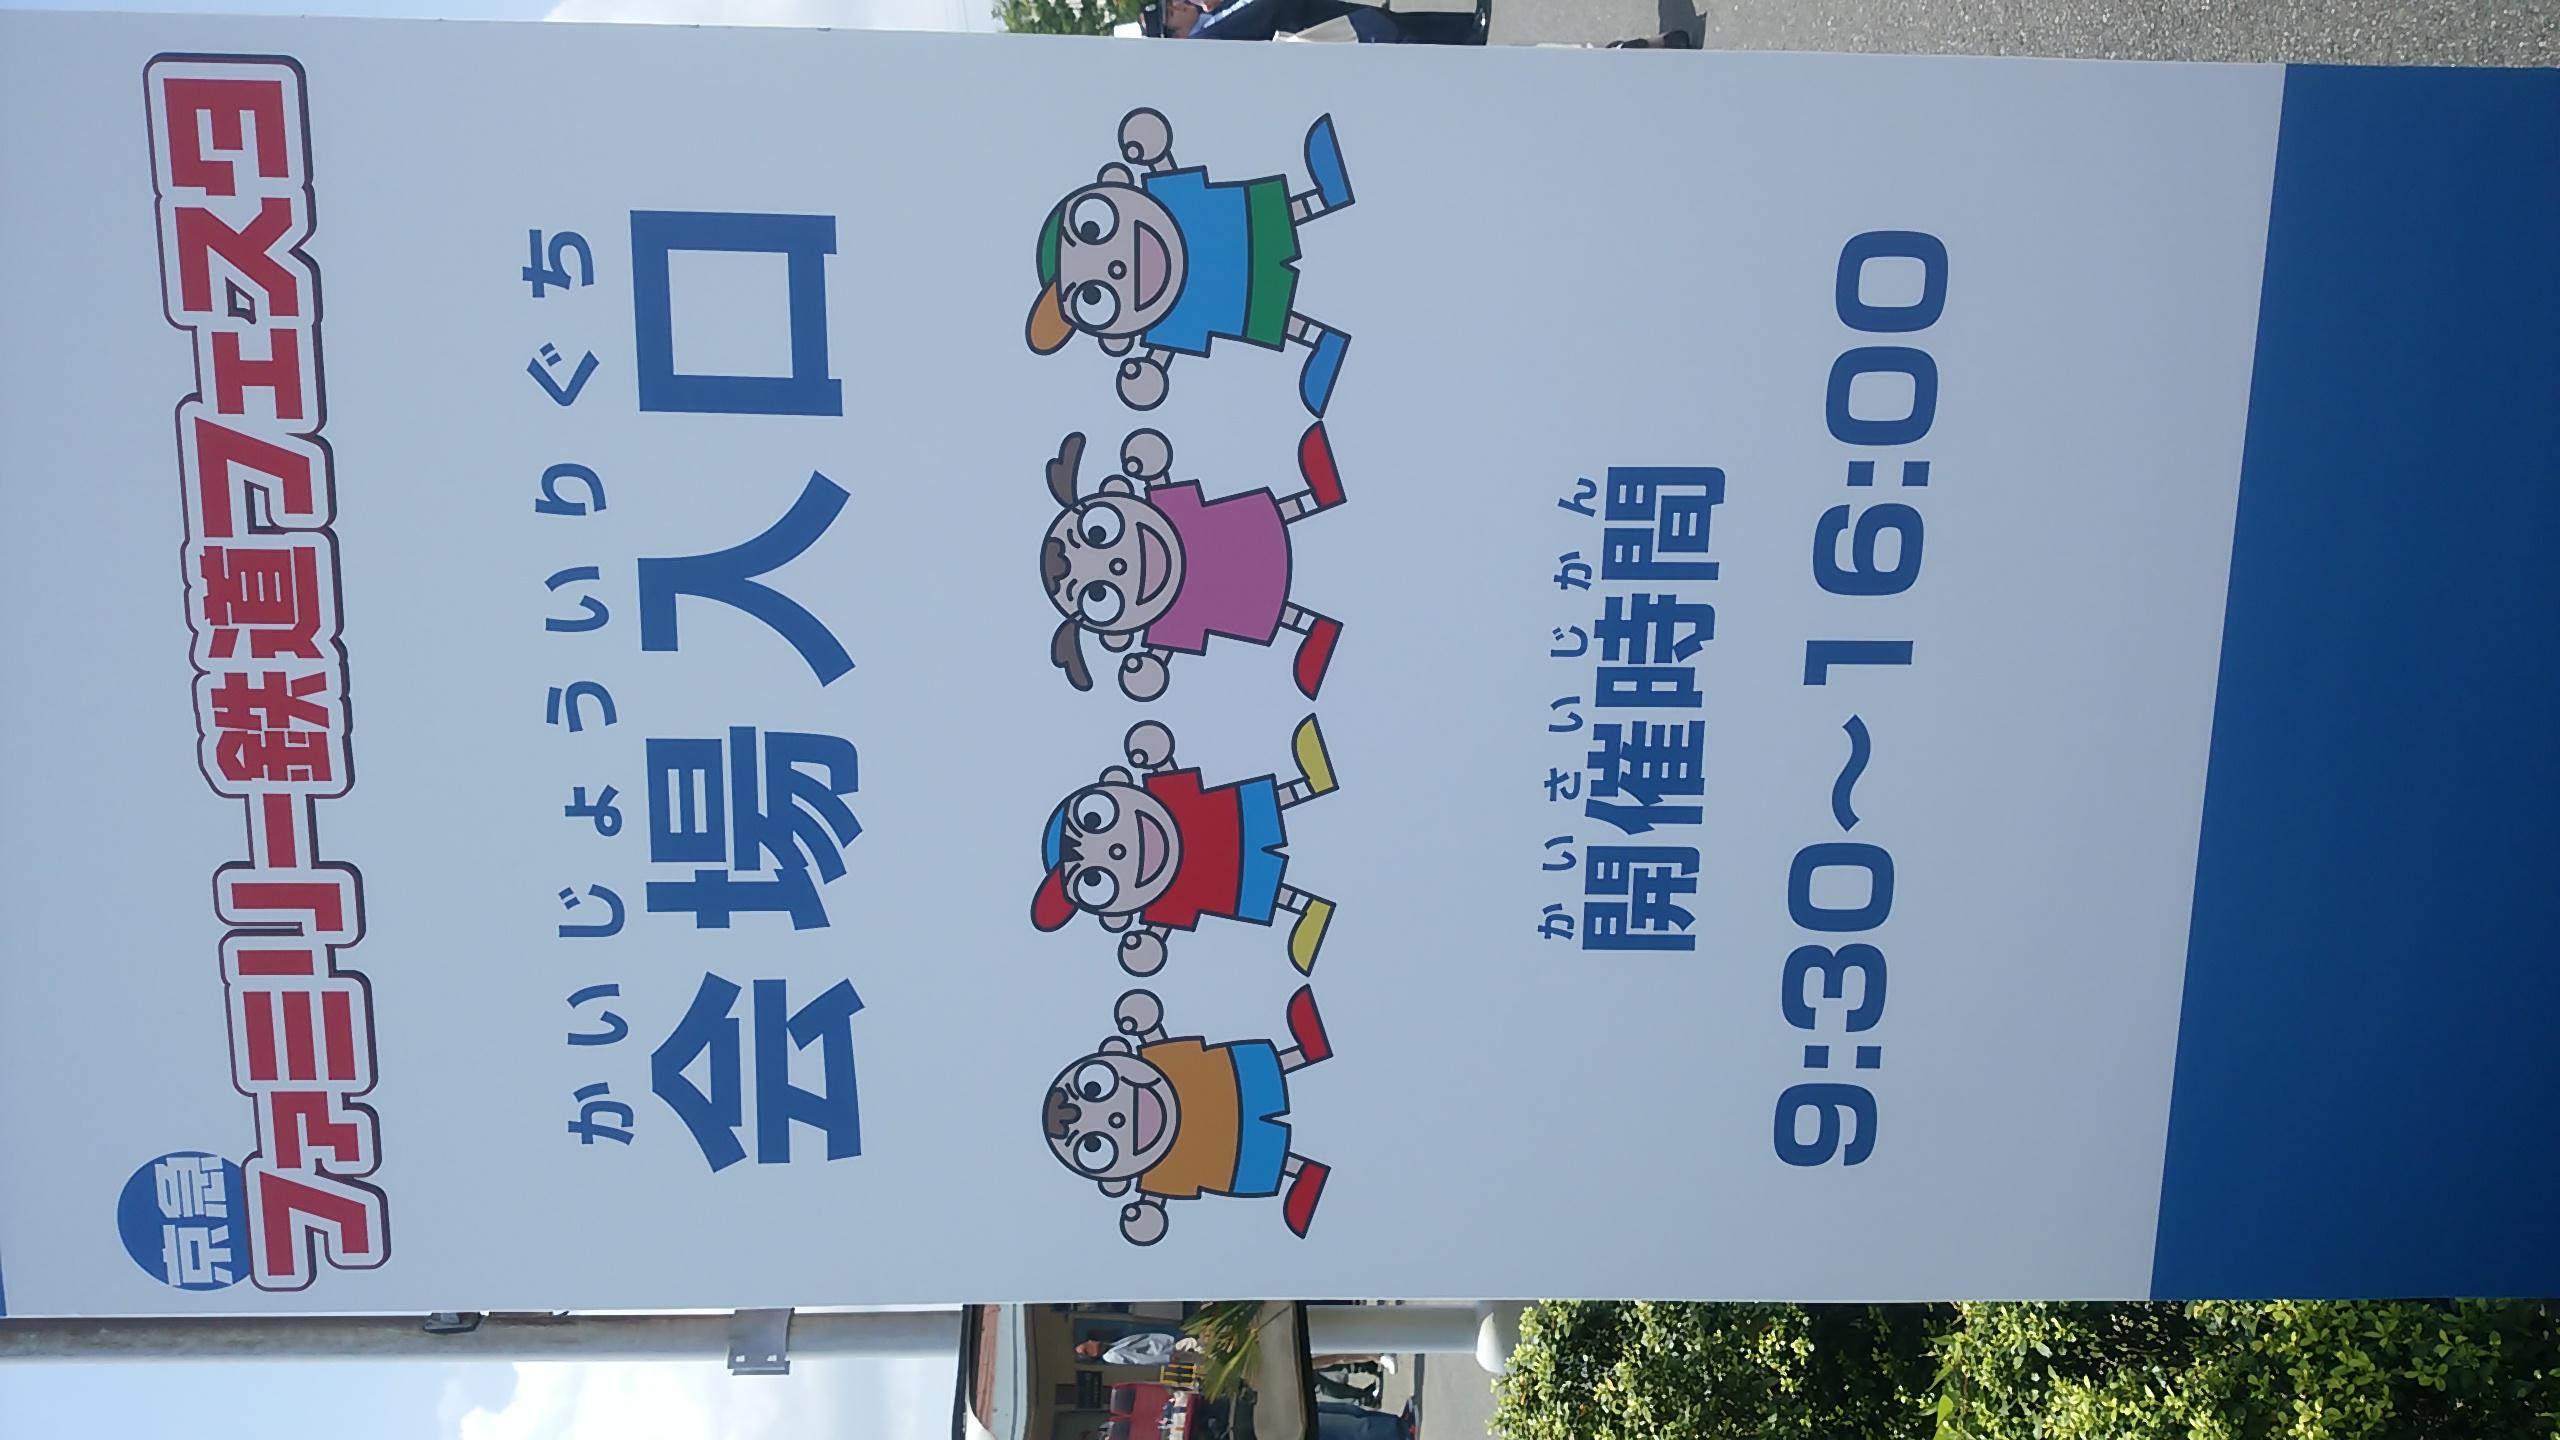 京急
ファミリー鉄道フェスタ
かいじょういりぐち
会場入口
かいさいじかん
開催時間
9:30〜16:00